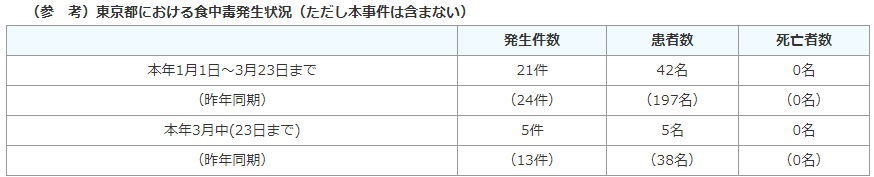 (参　考)東京都における食中毒発生状況(ただし本事件は含まない)
発生件数 患者数 死亡者数
本年1月1日～3月23日まで 21件 42名 0名
(昨年同期) (24件) (197名) (0名)
本年3月中(23日まで) 5件 5名 0名
(昨年同期) (13件) (38名) (0名)